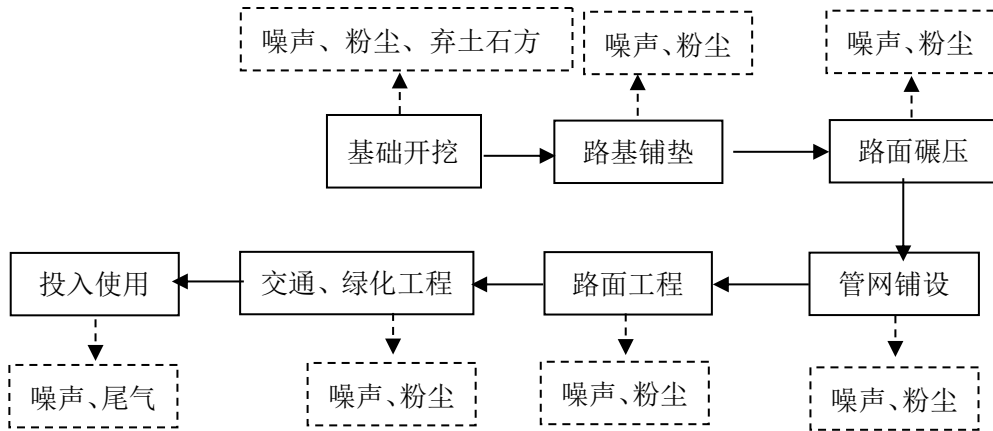 噪声、粉尘、弃土石方
噪声、粉尘
噪声、粉尘
基础开挖
路基铺垫
路面碾压
投入使用
交通、绿化工程
路面工程
管网铺设
噪声、尾气
噪声、粉尘
噪声、粉尘
噪声、粉尘